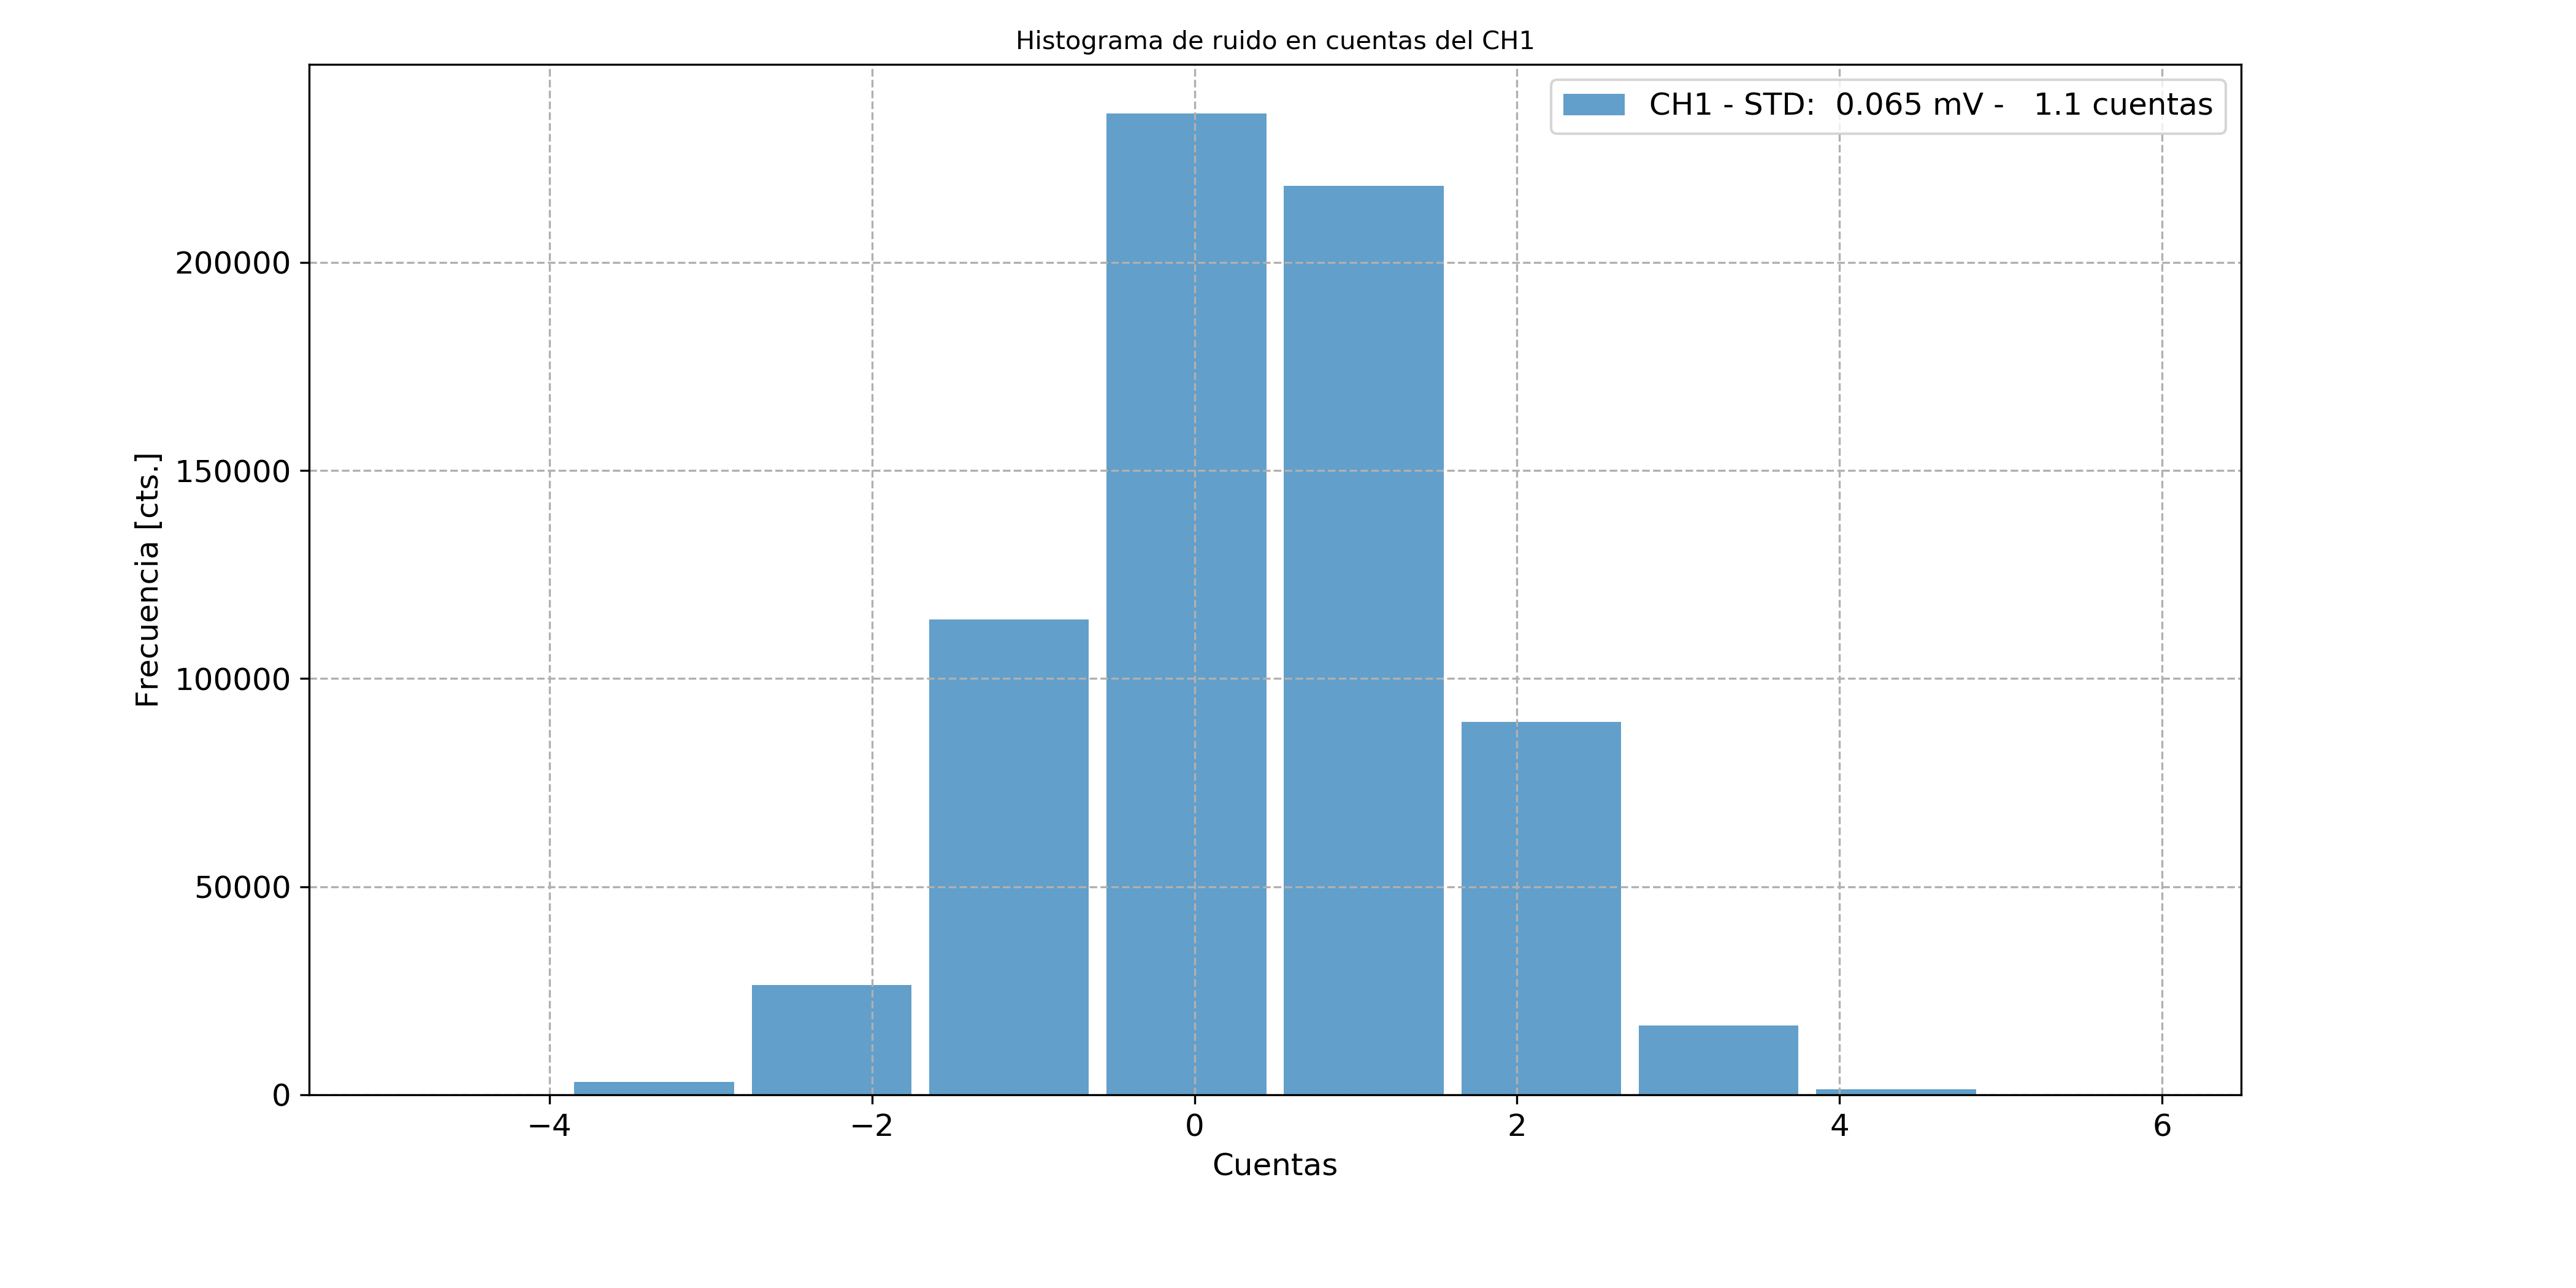 Histograma de ruido en cuentas del CH1
CH1 - STD:  0.065 mV -   1.1 cuentas
Frecuencia [cts.]
200000
150000
100000
50000
0
−4 −2 0 2 4 6
Cuentas